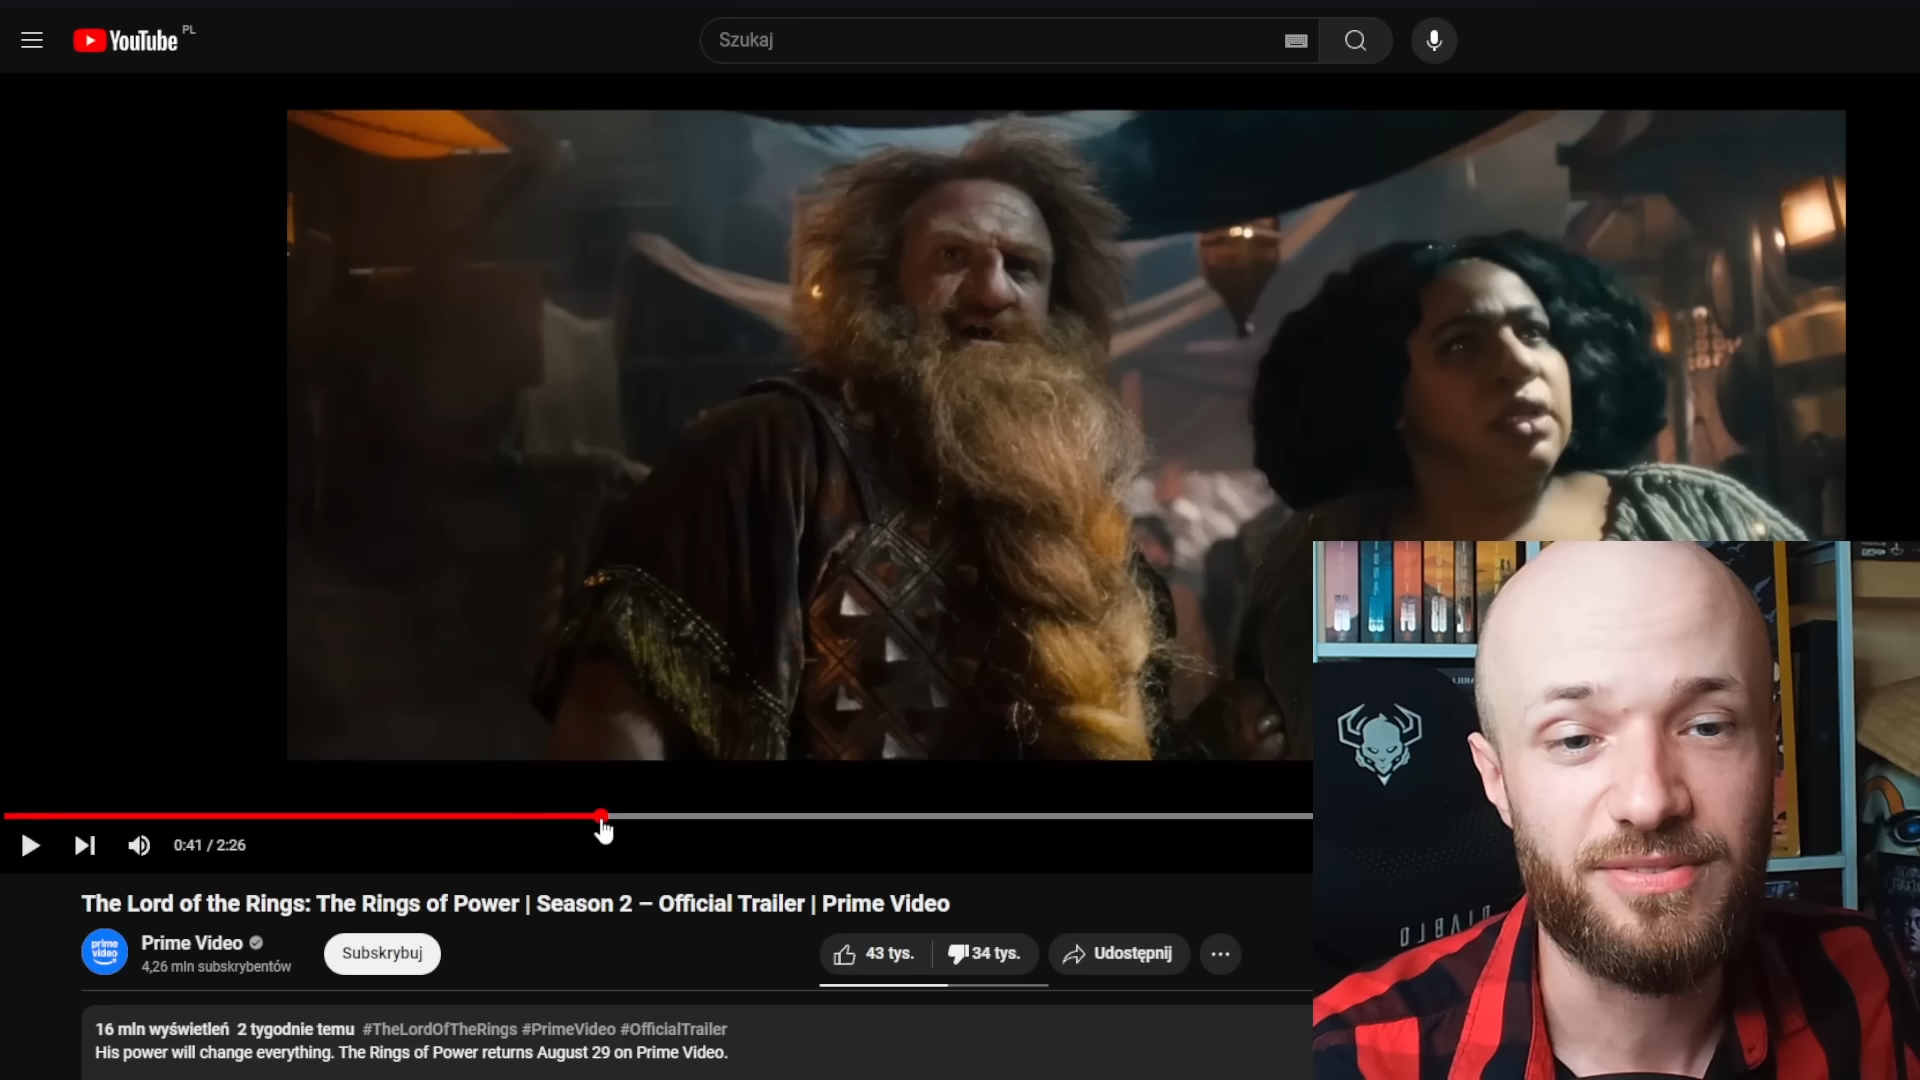 YouTube PL
Szukaj
0:41 / 2:26
The Lord of the Rings: The Rings of Power | Season 2 – Official Trailer | Prime Video
prime video
Prime Video
4,26 mln subskrybentów
Subskrybuj
43 tys.
34 tys.
Udostępnij
16 mln wyświetleń 2 tygodnie temu #TheLordOfTheRings #PrimeVideo #OfficialTrailer
His power will change everything. The Rings of Power returns August 29 on Prime Video.
DIABLO